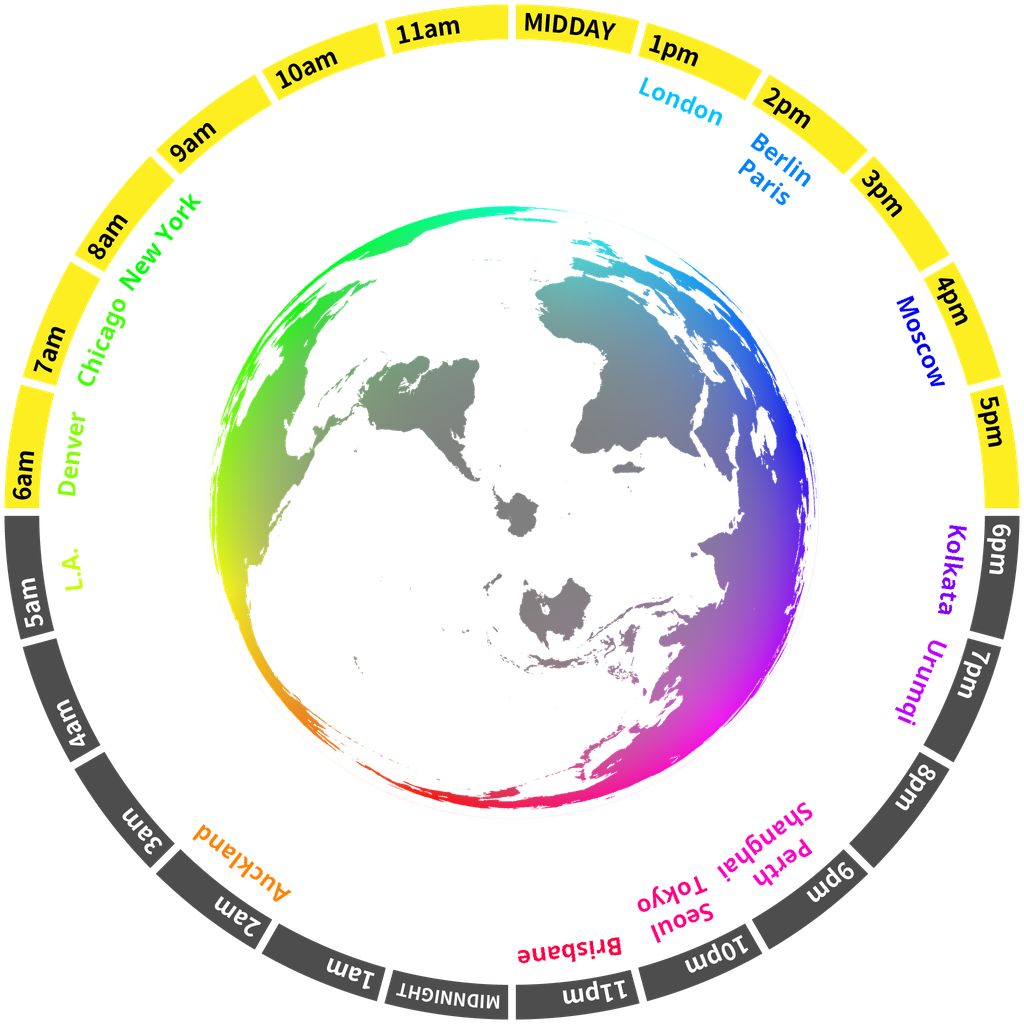 MIDDAY
1pm
2pm
3pm
4pm
5pm
6pm
7pm
8pm
9pm
10pm
11pm
MIDNNIGHT
1am
2am
3am
4am
5am
6am
7am
8am
9am
10am
11am
London
Berlin
Paris
Moscow
Kolkata
Urumqi
Perth
Shanghai
Tokyo
Seoul
Brisbane
Auckland
L.A.
Denver
Chicago
New York